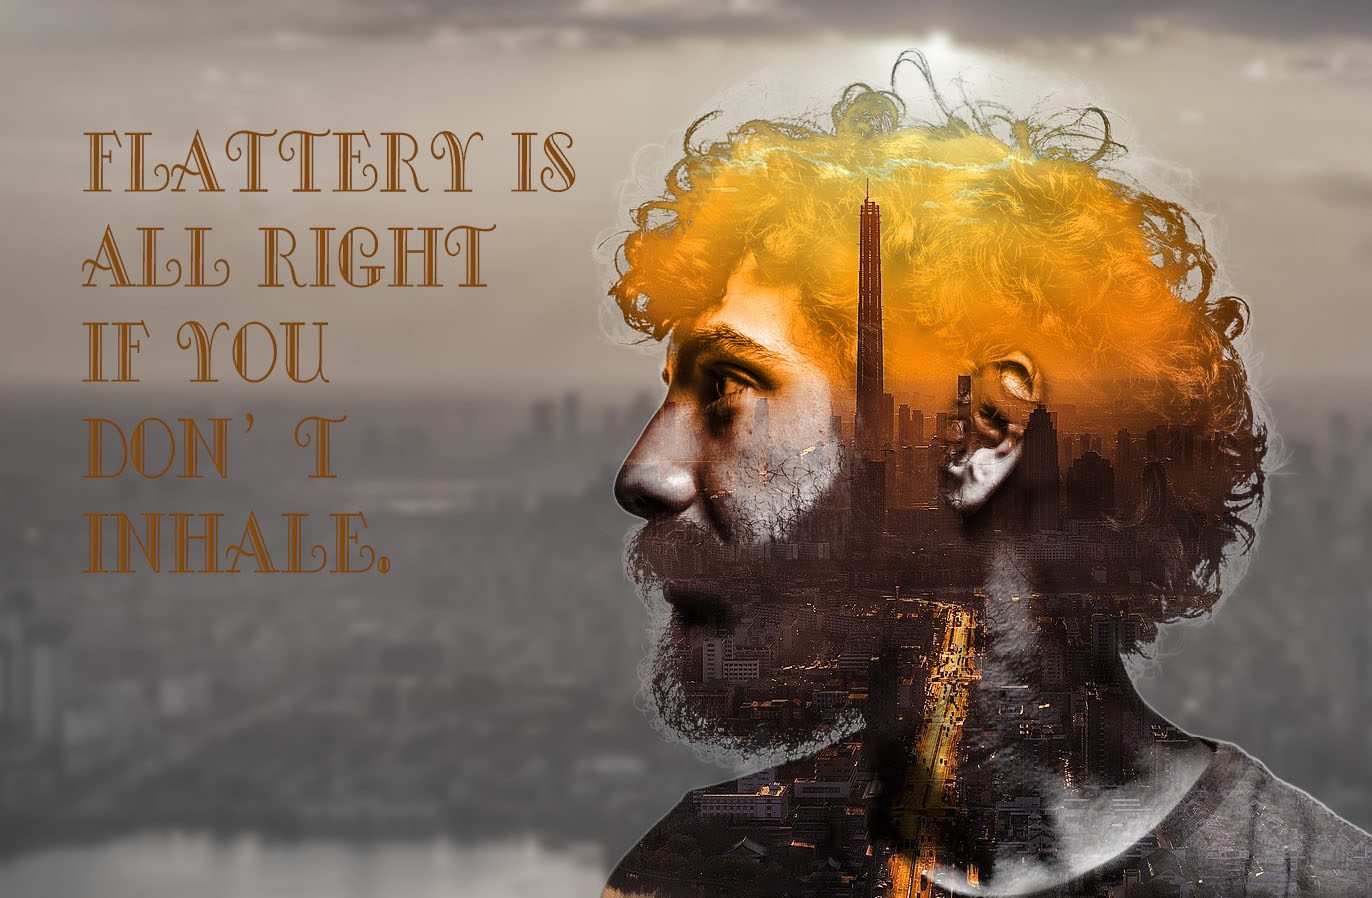 FLATTERY IS
ALL RIGHT
IF YOU
DON'T
INHALE.